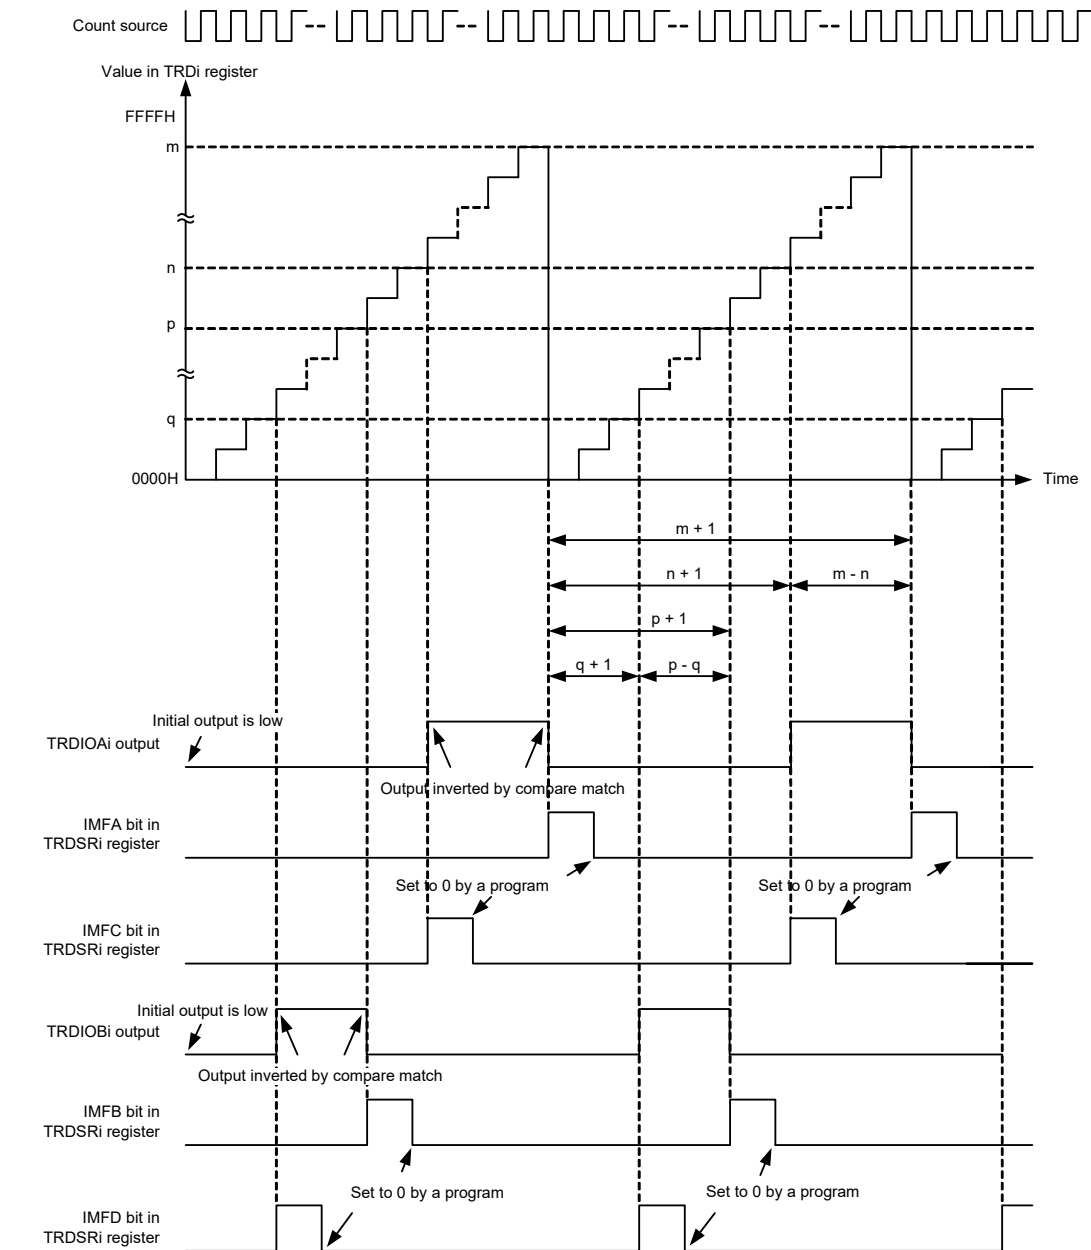 Count source
Value in TRDi register
FFFFH
m
n
p
q
0000H
Time
m + 1
n + 1
m - n
p + 1
q + 1
p - q
Initial output is low
TRDIOAi output
Output inverted by compare match
IMFA bit in
TRDSRi register
Set to 0 by a program
Set to 0 by a program
IMFC bit in
TRDSRi register
Initial output is low
TRDIOBi output
Output inverted by compare match
IMFB bit in
TRDSRi register
Set to 0 by a program
Set to 0 by a program
IMFD bit in
TRDSRi register